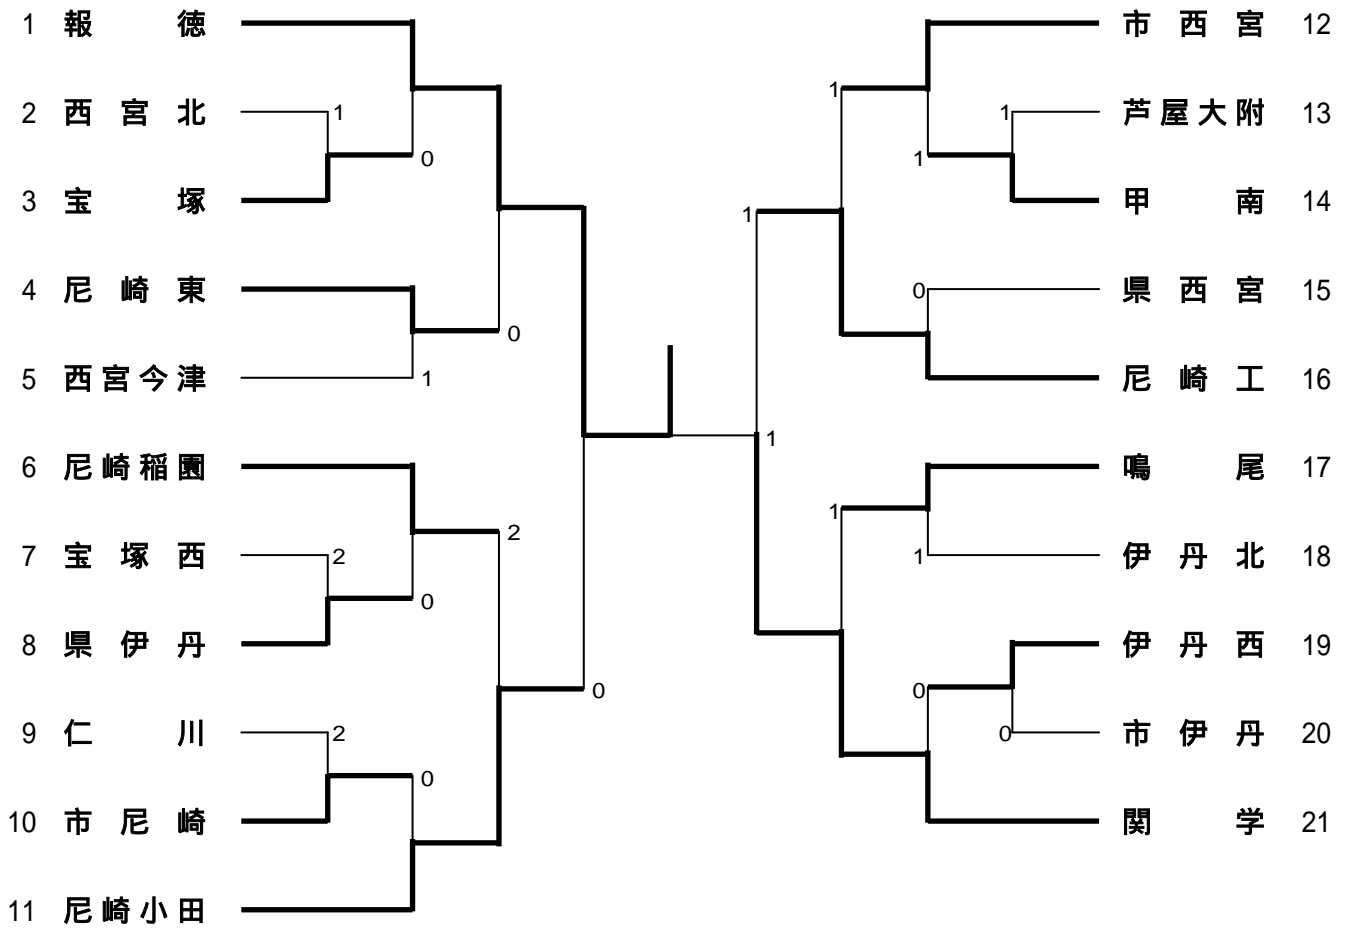 1 報徳
2 西宮北
1
0
3 宝塚
4 尼崎東
0
5 西宮今津
1
6 尼崎稲園
2
7 宝塚西
2
0
8 県伊丹
0
9 仁川
2
0
10 市尼崎
11 尼崎小田
市西宮 12
1
芦屋大附 13
1
1
甲南 14
1
県西宮 15
0
尼崎工 16
1
鳴尾 17
1
伊丹北 18
1
伊丹西 19
0
市伊丹 20
0
関学 21